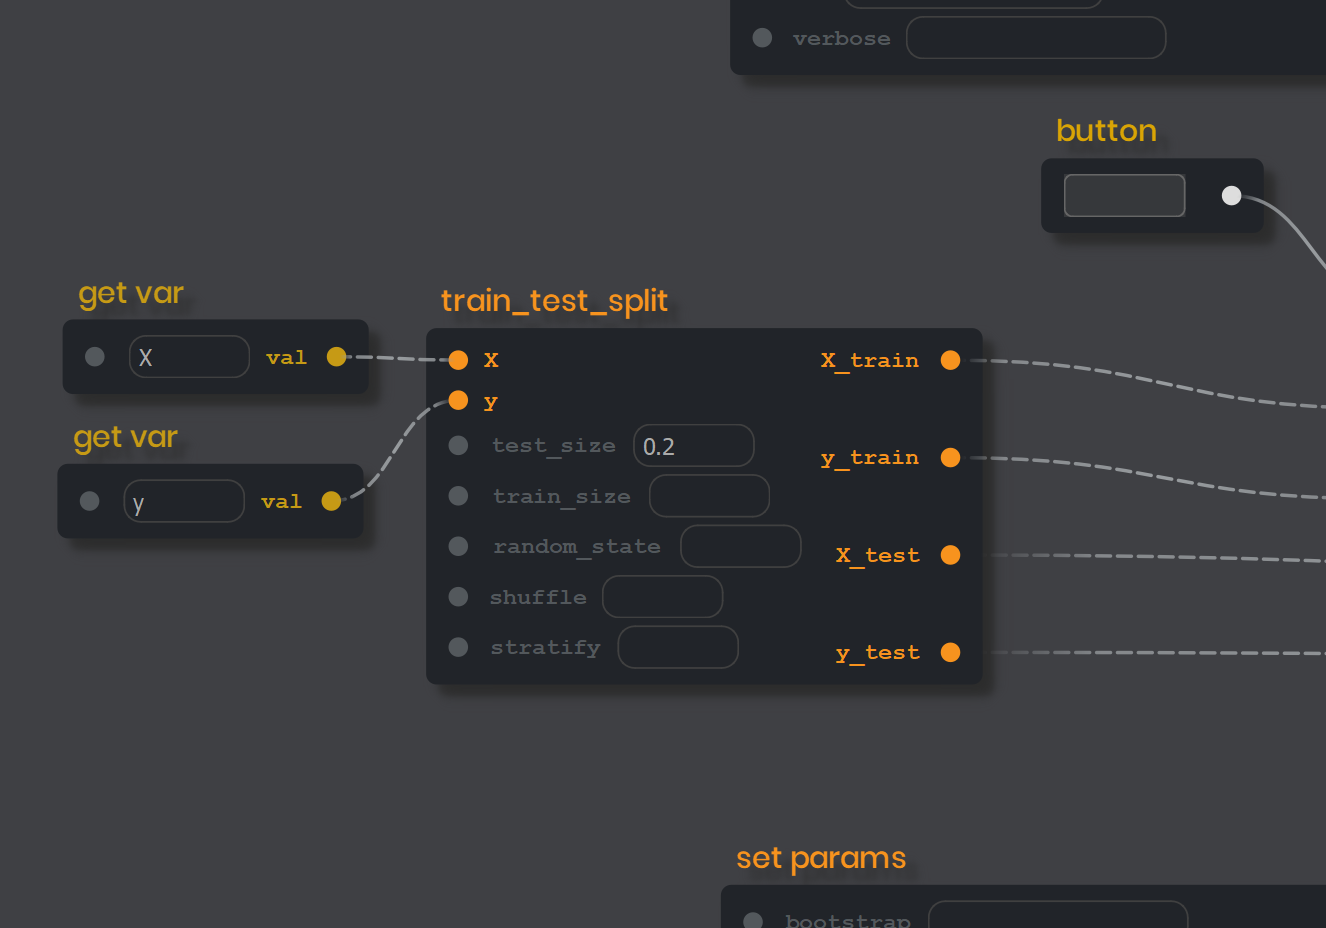 verbose
button
get var
X val
get var
y val
train_test_split
X X_train
y
test_size 0.2 y_train
train_size
random_state X_test
shuffle
stratify y_test
set params
bootstrap